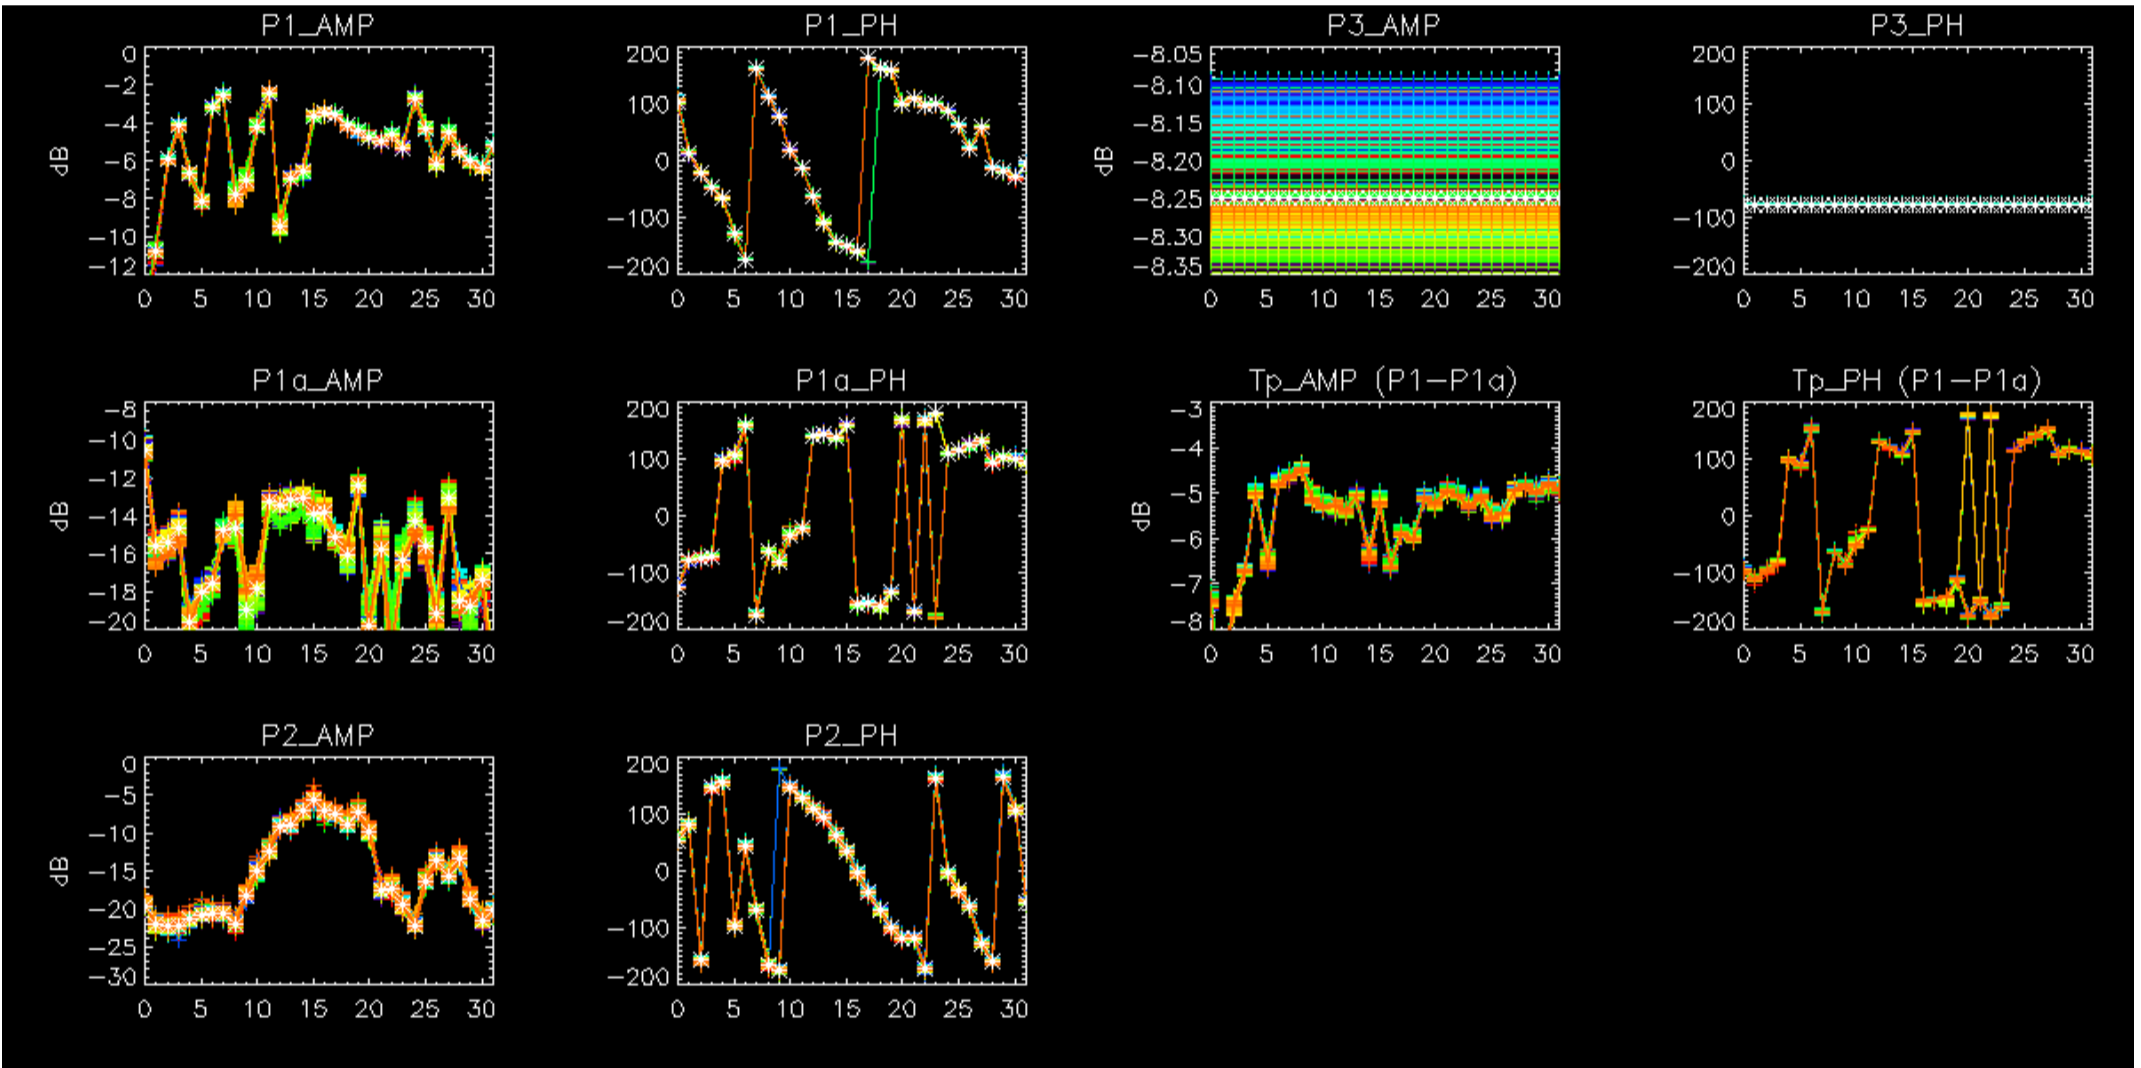 P1_AMP
P1_PH
P3_AMP
P3_PH
dB
0
-2
-4
-6
-8
-10
-12
0 5 10 15 20 25 30
200
100
0
-100
-200
0 5 10 15 20 25 30
dB
-8.05
-8.10
-8.15
-8.20
-8.25
-8.30
-8.35
0 5 10 15 20 25 30
200
100
0
-100
-200
0 5 10 15 20 25 30
P1a_AMP
P1a_PH
Tp_AMP (P1-P1a)
Tp_PH (P1-P1a)
dB
-8
-10
-12
-14
-16
-18
-20
0 5 10 15 20 25 30
200
100
0
-100
-200
0 5 10 15 20 25 30
dB
-3
-4
-5
-6
-7
-8
0 5 10 15 20 25 30
200
100
0
-100
-200
0 5 10 15 20 25 30
P2_AMP
P2_PH
dB
0
-5
-10
-15
-20
-25
-30
0 5 10 15 20 25 30
200
100
0
-100
-200
0 5 10 15 20 25 30